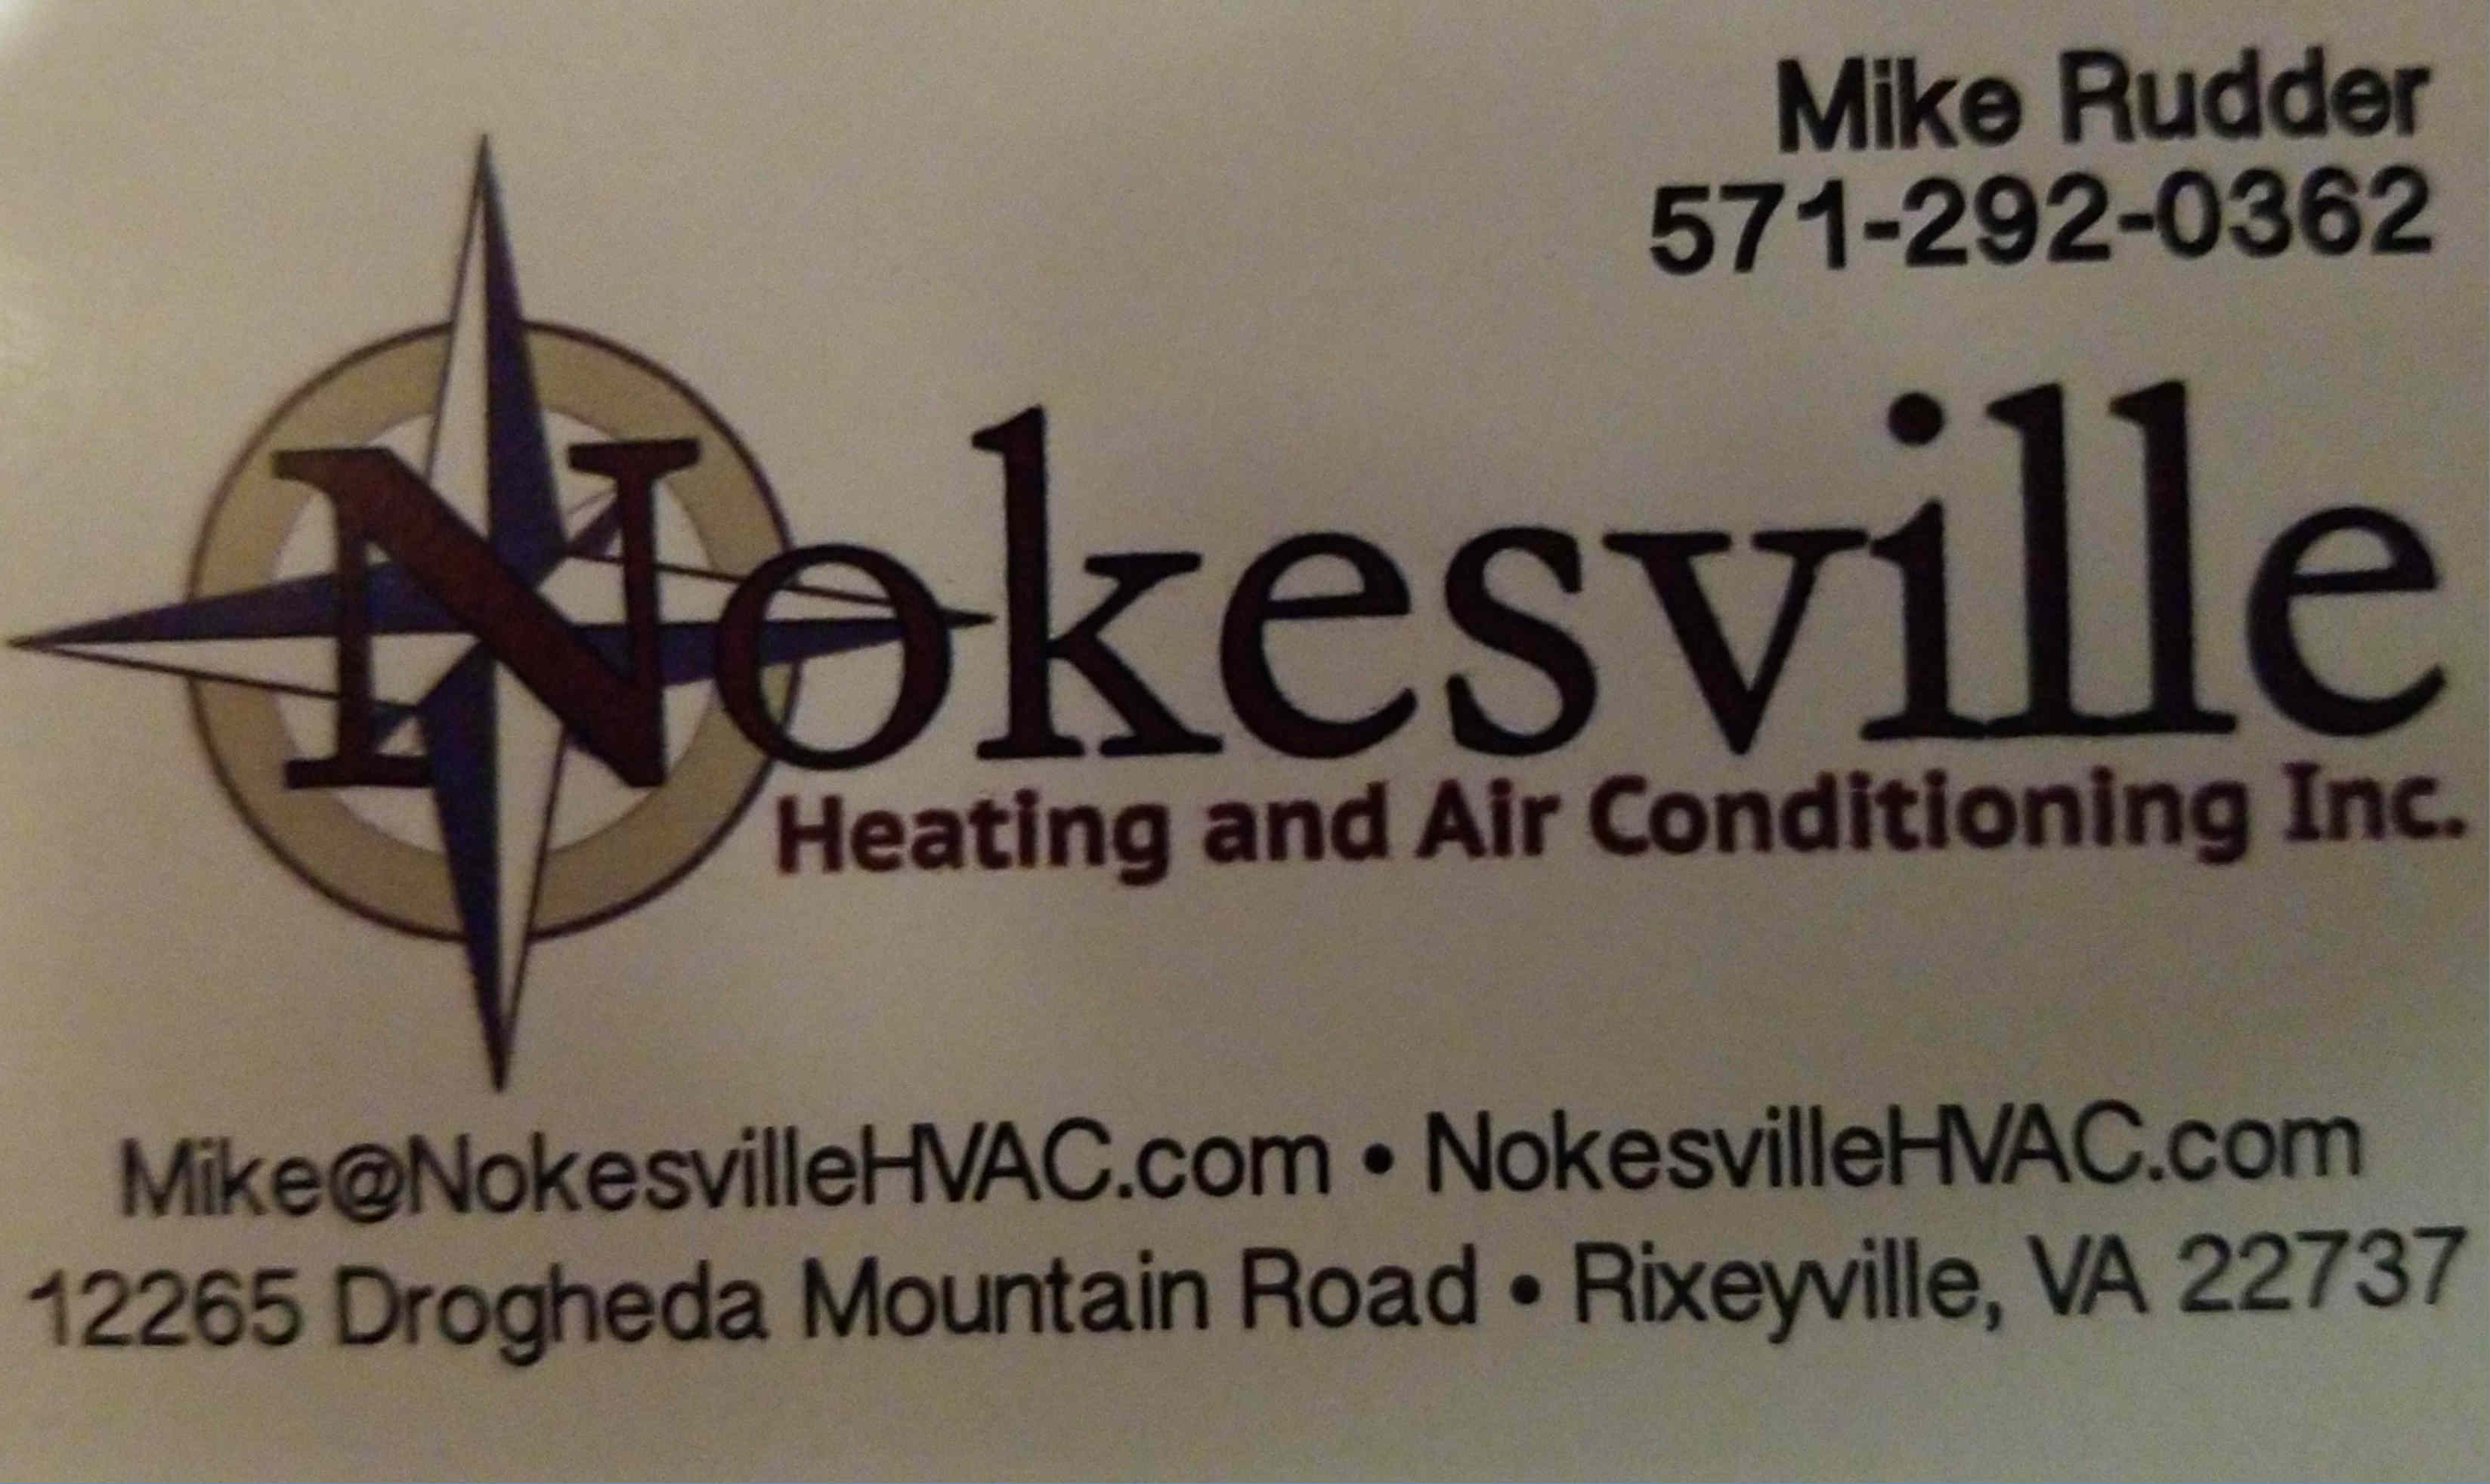 Mike Rudder
571-292-0362
Nokesville
Heating and Air Conditioning Inc.
Mike@NokesvilleHVAC.com • NokesvilleHVAC.com
12265 Drogheda Mountain Road • Rixeyville, VA 22737